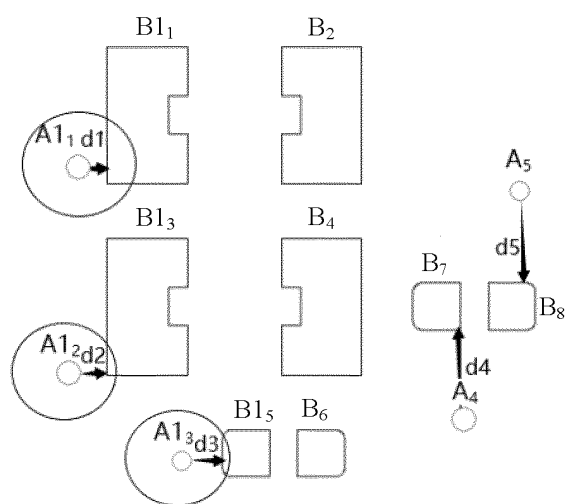 B1₁ B₂
A1₁ d1
A₅
B1₃ B₄
d5
B₇
B₈
A1₂ d2
d4
A₄
B1₅ B₆
A1₃ d3